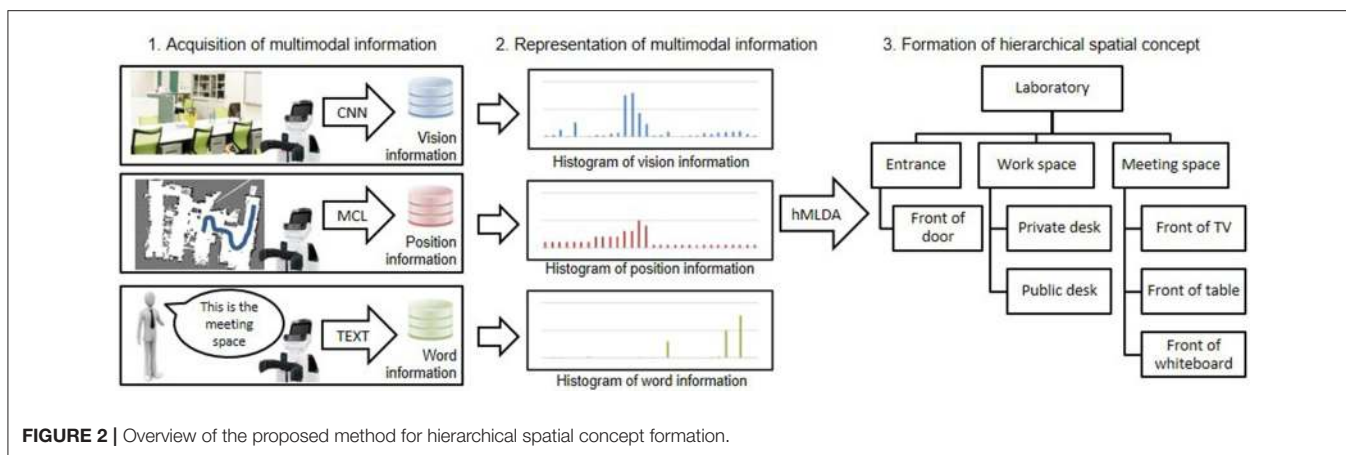 1. Acquisition of multimodal information
2. Representation of multimodal information
3. Formation of hierarchical spatial concept
CNN
Vision
information
Histogram of vision information
MCL
Position
information
Histogram of position information
This is the
meeting
space
TEXT
Word
information
Histogram of word information
hMLDA
Laboratory
Entrance
Work space
Meeting space
Front of
door
Private desk
Front of TV
Public desk
Front of table
Front of
whiteboard
FIGURE 2 | Overview of the proposed method for hierarchical spatial concept formation.